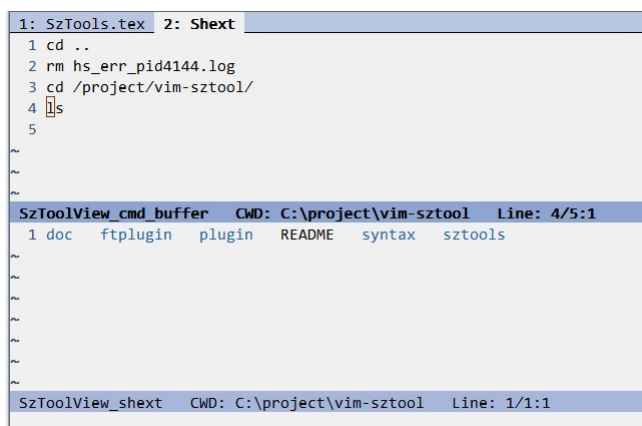 1: SzTools.tex 2: Shext
1 cd ..
2 rm hs_err_pid4144.log
3 cd /project/vim-sztool/
4 ls
5
~
~
~
SzToolView_cmd_buffer CWD: C:\project\vim-sztool Line: 4/5:1
1 doc ftplugin plugin README syntax sztools
~
~
~
~
~
~
~
SzToolView_shext CWD: C:\project\vim-sztool Line: 1/1:1